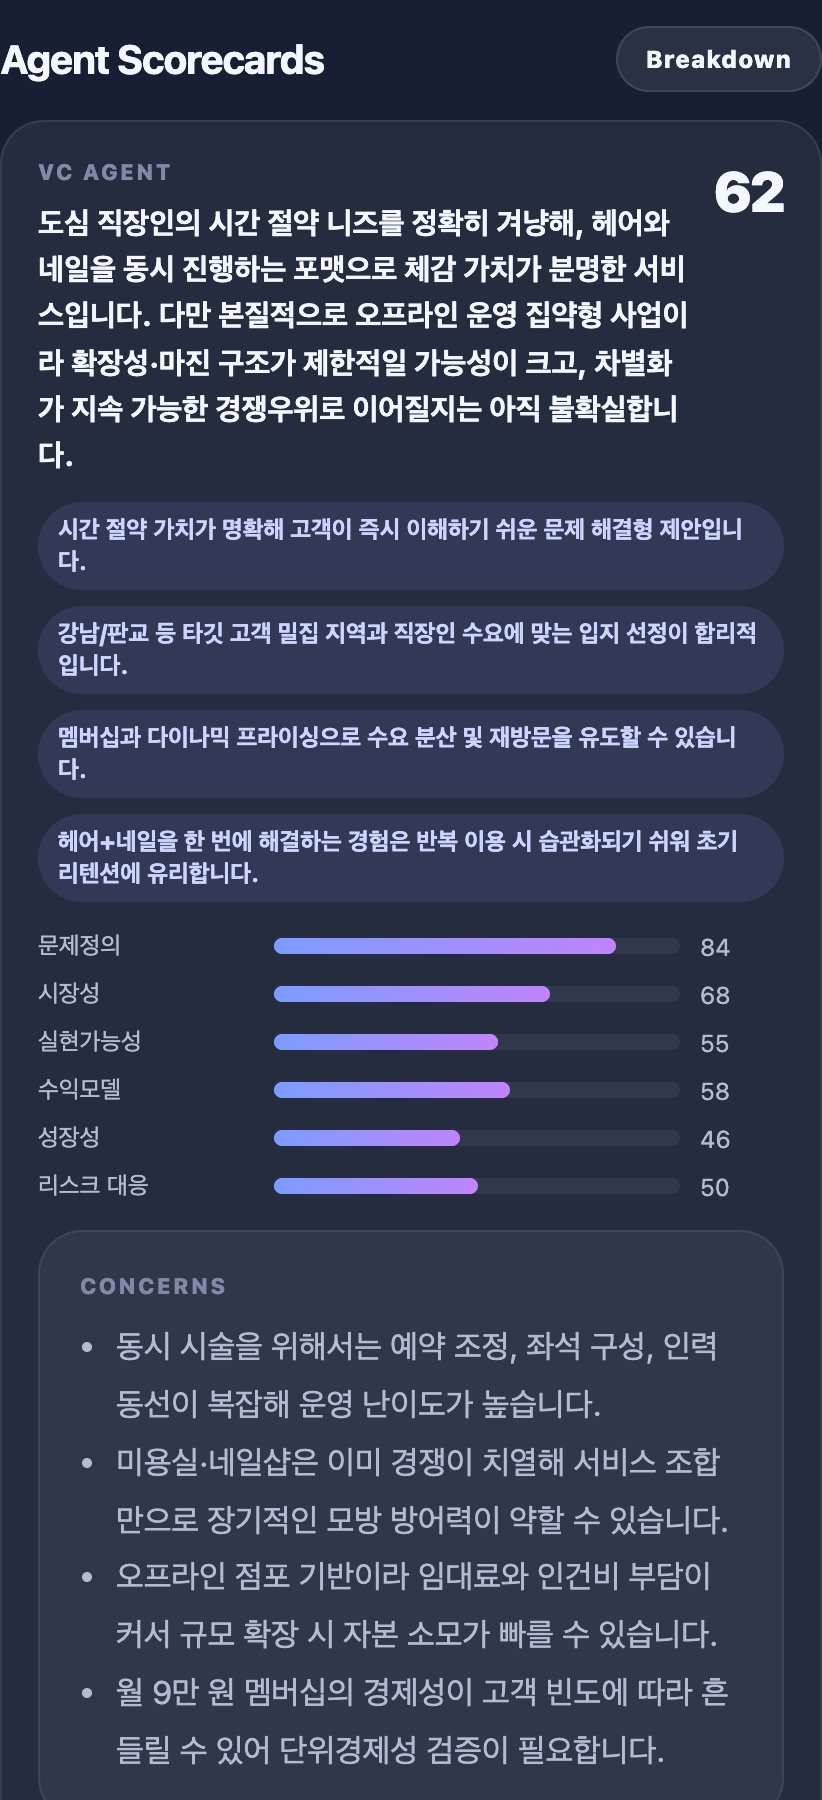 Agent Scorecards
Breakdown
VC AGENT
62
도심 직장인의 시간 절약 니즈를 정확히 겨냥해, 헤어와
네일을 동시 진행하는 포맷으로 체감 가치가 분명한 서비
스입니다. 다만 본질적으로 오프라인 운영 집약형 사업이
라 확장성·마진 구조가 제한적일 가능성이 크고, 차별화
가 지속 가능한 경쟁우위로 이어질지는 아직 불확실합니
다.
시간 절약 가치가 명확해 고객이 즉시 이해하기 쉬운 문제 해결형 제안입니
다.
강남/판교 등 타깃 고객 밀집 지역과 직장인 수요에 맞는 입지 선정이 합리적
입니다.
멤버십과 다이나믹 프라이싱으로 수요 분산 및 재방문을 유도할 수 있습니
다.
헤어+네일을 한 번에 해결하는 경험은 반복 이용 시 습관화되기 쉬워 초기
리텐션에 유리합니다.
문제정의 84
시장성 68
실현가능성 55
수익모델 58
성장성 46
리스크 대응 50
CONCERNS
• 동시 시술을 위해서는 예약 조정, 좌석 구성, 인력
동선이 복잡해 운영 난이도가 높습니다.
• 미용실·네일샵은 이미 경쟁이 치열해 서비스 조합
만으로 장기적인 모방 방어력이 약할 수 있습니다.
• 오프라인 점포 기반이라 임대료와 인건비 부담이
커서 규모 확장 시 자본 소모가 빠를 수 있습니다.
• 월 9만 원 멤버십의 경제성이 고객 빈도에 따라 흔
들릴 수 있어 단위경제성 검증이 필요합니다.